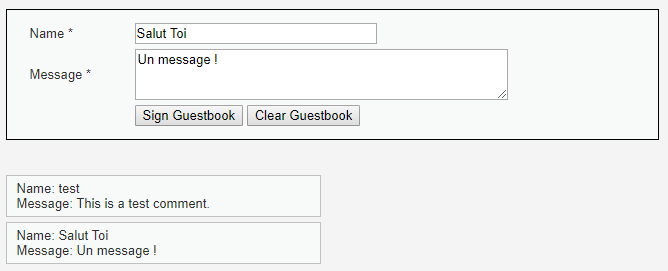 Name * Salut Toi
Message * Un message !
Sign Guestbook Clear Guestbook
Name: test
Message: This is a test comment.
Name: Salut Toi
Message: Un message !